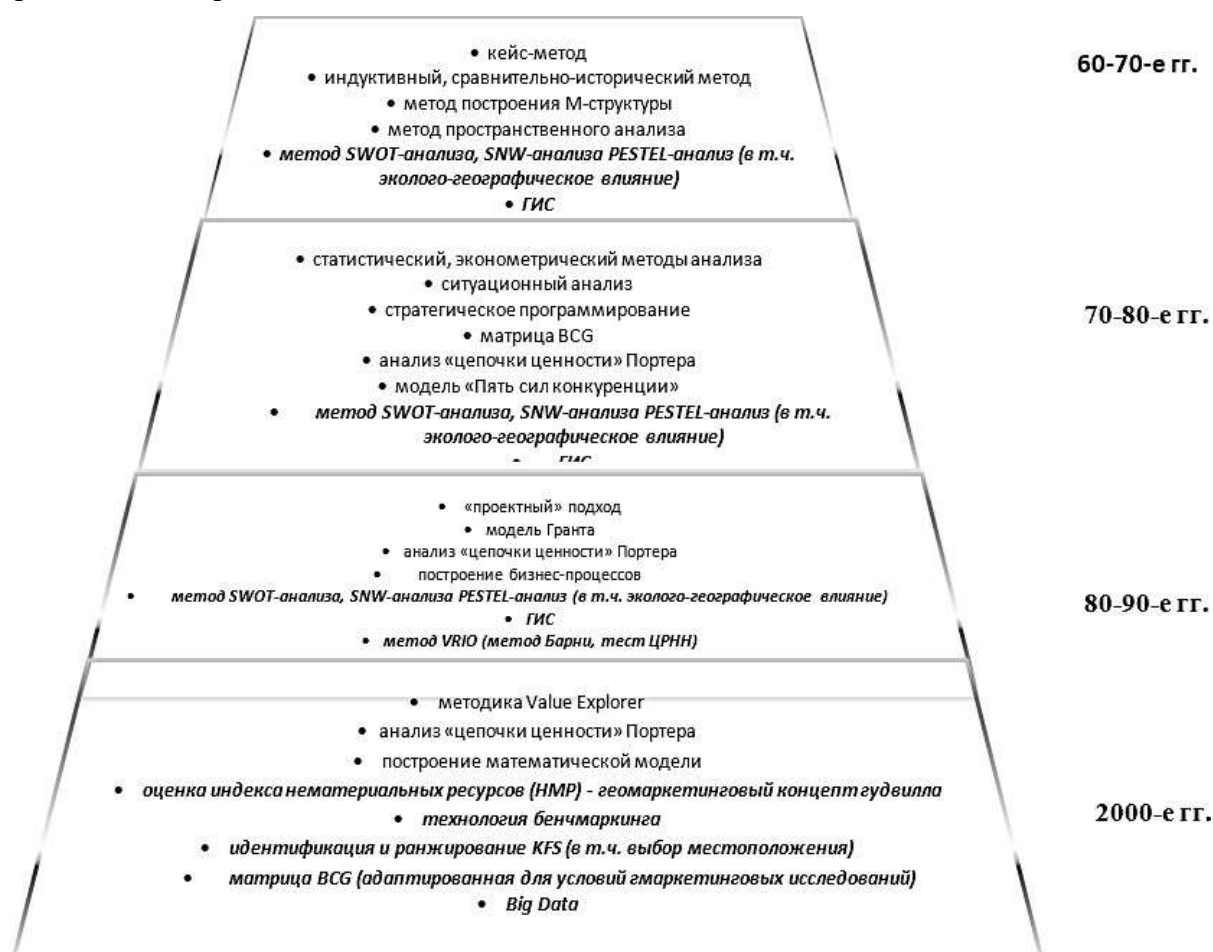 • кейс-метод
60-70-е гг.
• индуктивный, сравнительно-исторический метод
• метод построения М-структуры
• метод пространственного анализа
• метод SWOT-анализа, SNW-анализа PESTEL-анализ (в т.ч.
эколого-географическое влияние)
• ГИС
• статистический, эконометрический методы анализа
• ситуационный анализ
• стратегическое программирование
70-80-е гг.
• матрица BCG
• анализ «цепочки ценности» Портера
• модель «Пять сил конкуренции»
• метод SWOT-анализа, SNW-анализа PESTEL-анализ (в т.ч.
эколого-географическое влияние)
• ГИС
• «проектный» подход
• модель Гранта
• анализ «цепочки ценности» Портера
• построение бизнес-процессов
• метод SWOT-анализа, SNW-анализа PESTEL-анализ (в т.ч. эколого-географическое влияние)
80-90-е гг.
• ГИС
• метод VRIO (метод Барни, тест ЦРНН)
• методика Value Explorer
• анализ «цепочки ценности» Портера
• построение математической модели
• оценка индекса нематериальных ресурсов (НМР) - геомаркетинговый концепт гудвилла
2000-е гг.
• технология бенчмаркинга
• идентификация и ранжирование KFS (в т.ч. выбор местоположения)
• матрица BCG (адаптированная для условий гмаркетинговых исследований)
• Big Data